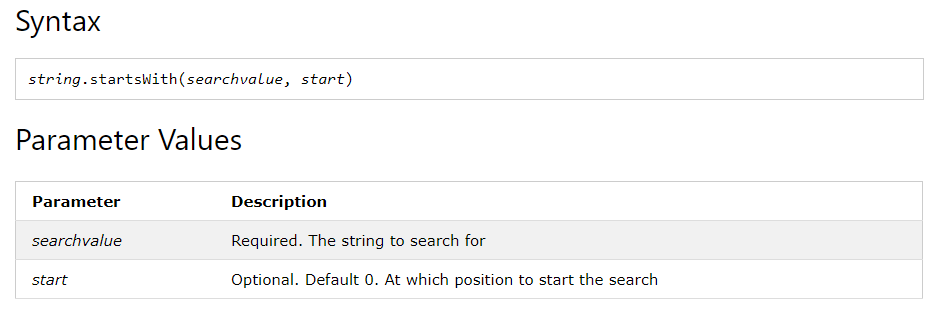 Syntax
string.startsWith(searchvalue, start)
Parameter Values
Parameter Description
searchvalue Required. The string to search for
start Optional. Default 0. At which position to start the search